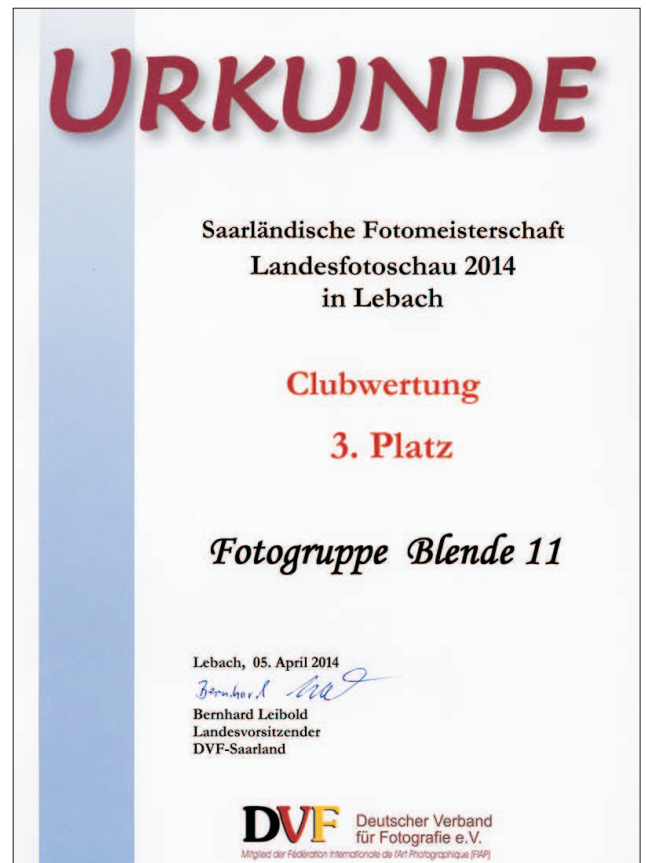 URKUNDE
Saarländische Fotomeisterschaft
Landesfotoschau 2014
in Lebach
Clubwertung
3. Platz
Fotogruppe Blende 11
Lebach, 05. April 2014
Bernhard
Bernhard Leibold
Landesvorsitzender
DVF-Saarland
DVF Deutscher Verband
für Fotografie e.V.
Mitglied der Fédération Internationale de l'Art Photographique (FIAP)